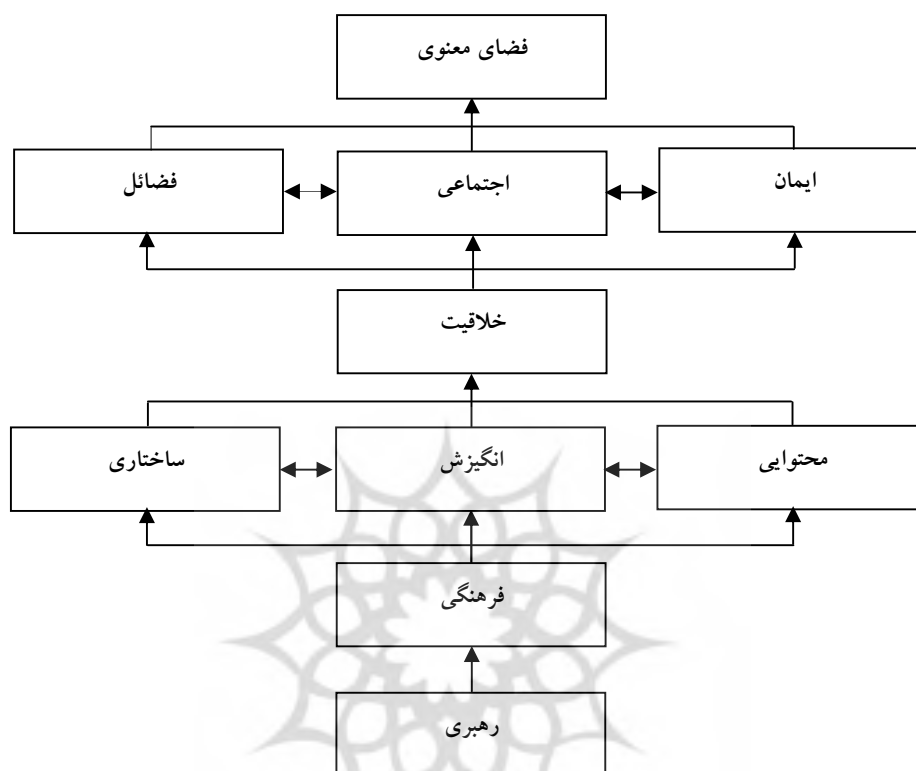 فضای معنوی
ایمان
اجتماعی
فضائل
خلاقیت
محتوایی
انگیزش
ساختاری
فرهنگی
رهبری